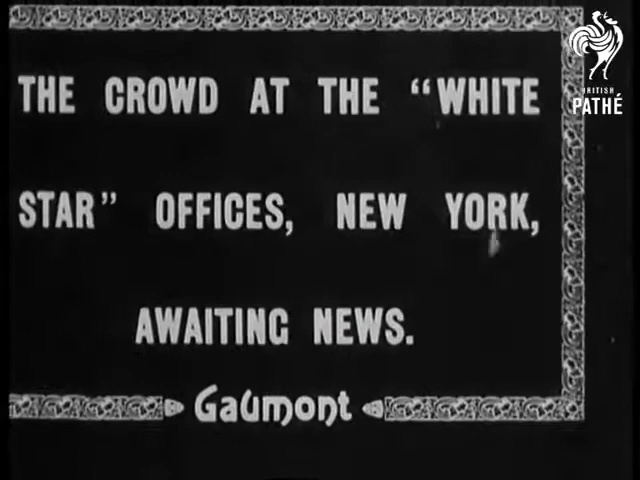 THE CROWD AT THE "WHITE
STAR" OFFICES, NEW YORK,
AWAITING NEWS.
Gaumont
BRITISH
PATHÉ